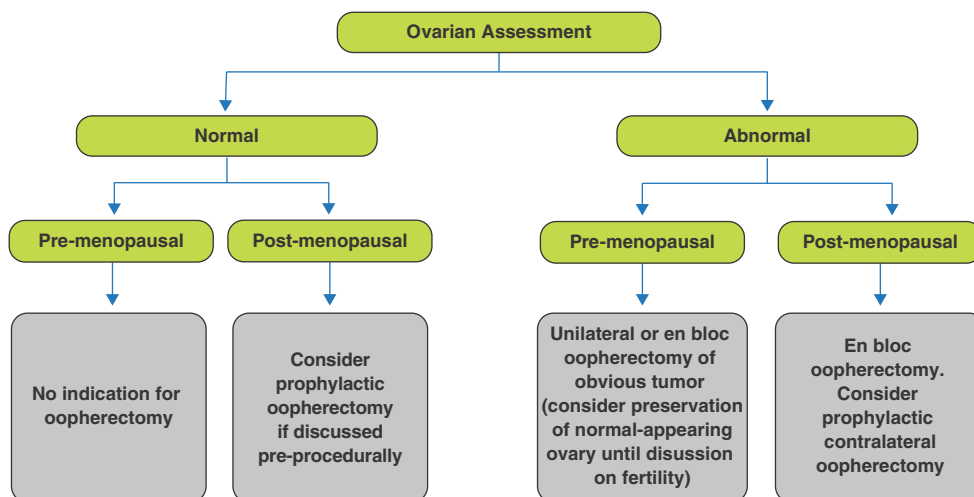 Ovarian Assessment
Normal
Abnormal
Pre-menopausal
Post-menopausal
Pre-menopausal
Post-menopausal
No indication for
oopherectomy
Consider
prophylactic
oopherectomy
if discussed
pre-procedurally
Unilateral or en bloc
oopherectomy of
obvious tumor
(consider preservation
of normal-appearing
ovary until disussion
on fertility)
En bloc
oopherectomy.
Consider
prophylactic
contralateral
oopherectomy